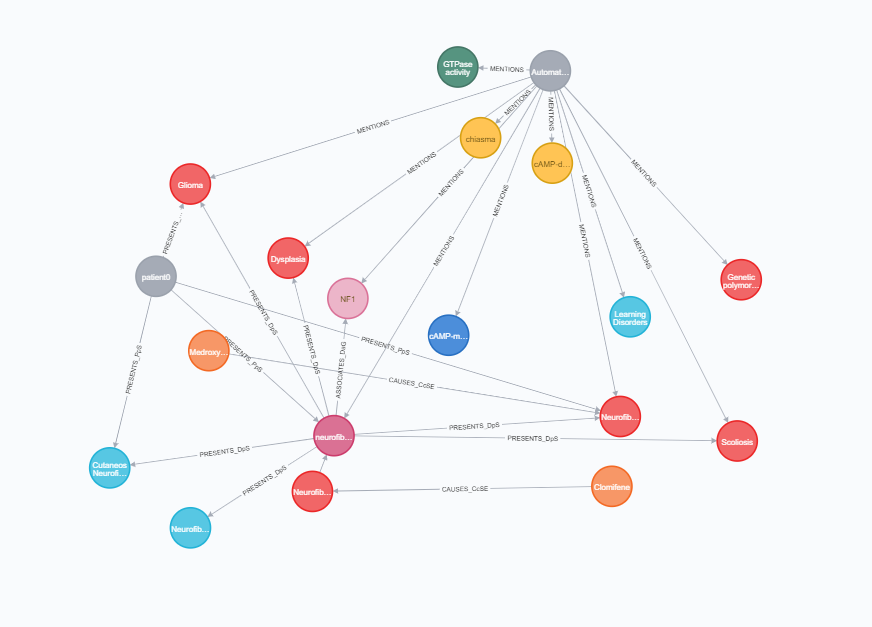 GTPase
activity
MENTIONS
Automat...
MENTIONS
MENTIONS
MENTIONS
chiasma
cAMP-d...
MENTIONS
MENTIONS
MENTIONS
MENTIONS
Glioma
MENTIONS
MENTIONS
PRESENTS_...
MENTIONS
MENTIONS
Dysplasia
patient0
Genetic
polymor...
NF1
PRESENTS_DpS
Learning
Disorders
cAMP-m...
PRESENTS_DpS
PRESENTS_PpS
Medroxy...
PRESENTS_PpS
PRESENTS_PpS
ASSOCIATES_DaG
CAUSES_CcSE
Neurofib...
PRESENTS_DpS
neurofib...
PRESENTS_DpS
Scoliosis
PRESENTS_DpS
Cutaneos
Neurofi...
PRESENTS_DpS
Neurofib...
CAUSES_CcSE
Clomifene
Neurofib...